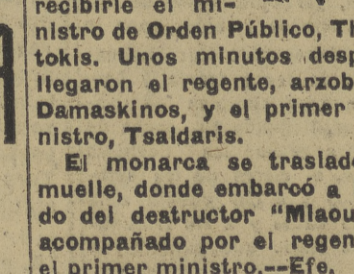 recibirle el mi-
nistro de Orden Público, Th
tokis. Unos minutos desp
llegaron el regente, arzob
Damaskinos, y el primer
nistro, Tsaldaris.
El monarca se traslad
muelle, donde embarcó a
do del destructor "Miaou
acompañado por el regen
el primer ministro.--Efe.